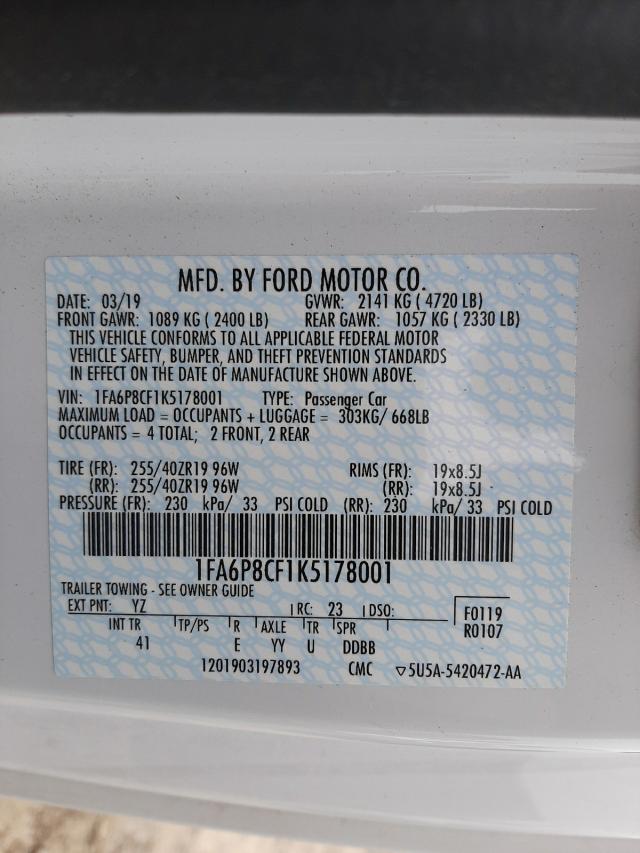 MFD. BY FORD MOTOR CO.
DATE: 03/19 GVWR: 2141 KG ( 4720 LB)
FRONT GAWR: 1089 KG ( 2400 LB) REAR GAWR: 1057 KG ( 2330 LB)
THIS VEHICLE CONFORMS TO ALL APPLICABLE FEDERAL MOTOR
VEHICLE SAFETY, BUMPER, AND THEFT PREVENTION STANDARDS
IN EFFECT ON THE DATE OF MANUFACTURE SHOWN ABOVE.
VIN: 1FA6P8CF1K5178001 TYPE: Passenger Car
MAXIMUM LOAD = OCCUPANTS + LUGGAGE = 303KG/ 668LB
OCCUPANTS = 4 TOTAL; 2 FRONT, 2 REAR
TIRE (FR): 255/40ZR19 96W RIMS (FR): 19x8.5J
(RR): 255/40ZR19 96W (RR): 19x8.5J
PRESSURE (FR): 230 kPa/ 33 PSI COLD (RR): 230 kPa/ 33 PSI COLD
1FA6P8CF1K5178001
TRAILER TOWING - SEE OWNER GUIDE
EXT PNT: YZ RC: 23 DSO: F0119
INT TR TP/PS R AXLE TR SPR R0107
41 E YY U DDBB
1201903197893 CMC ▽5U5A-5420472-AA